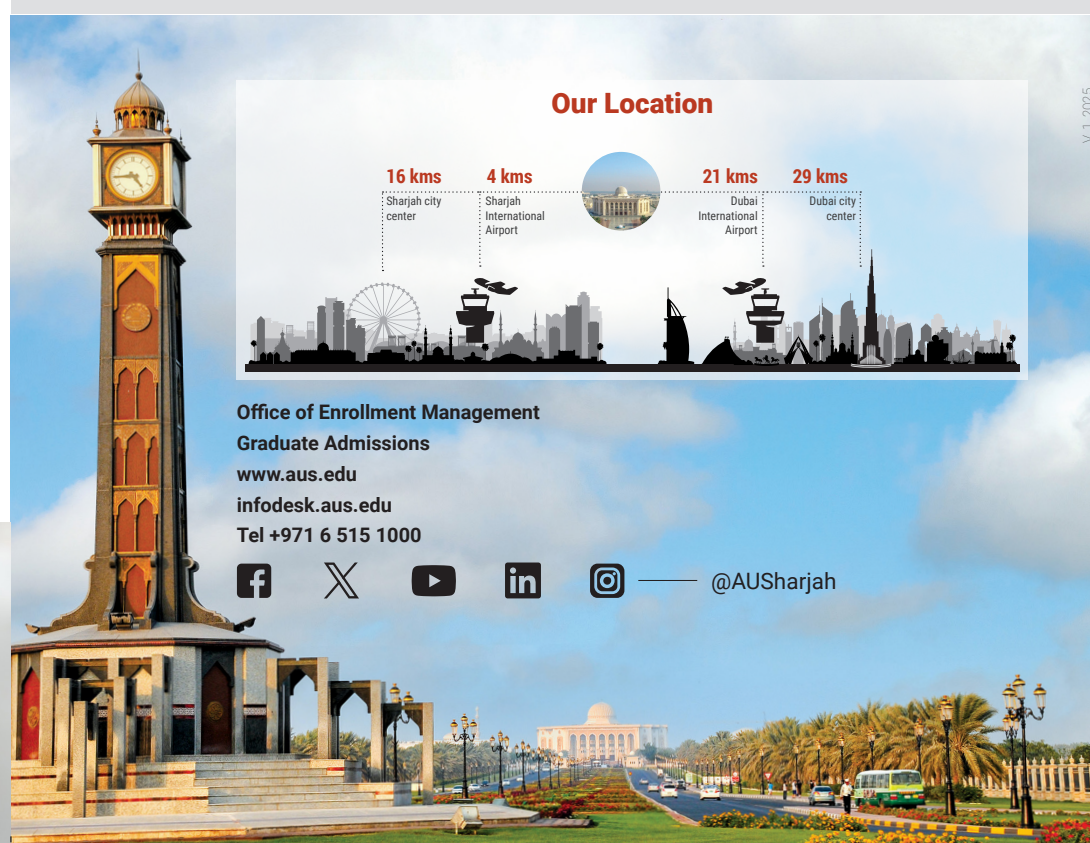 Our Location
16 kms
Sharjah city
center
4 kms
Sharjah
International
Airport
21 kms
Dubai
International
Airport
29 kms
Dubai city
center
Office of Enrollment Management
Graduate Admissions
www.aus.edu
infodesk.aus.edu
Tel +971 6 515 1000
@AUSharjah
V. 1, 2025